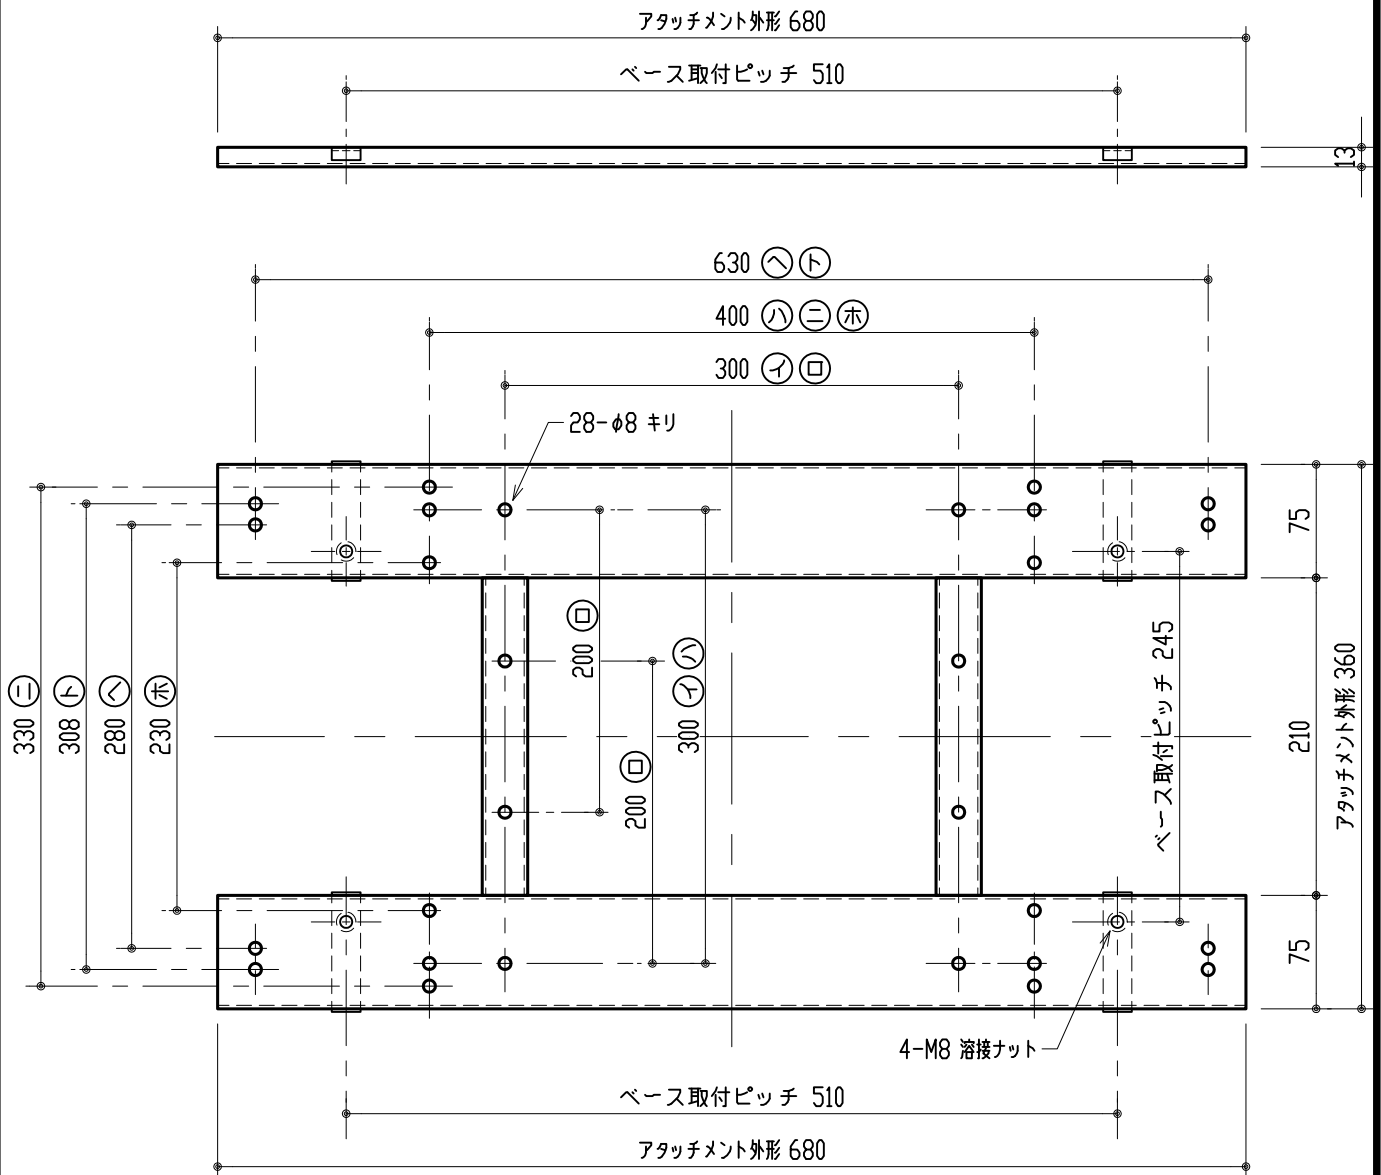 アタッチメント外形 680
ベース取付ピッチ 510
13
630 ㋬ ㋣
400 ㋩ ㋥ ㋭
300 ㋑ ㋺
28-φ8 キリ
75
200 ㋺
ベース取付ピッチ 245
330 ㋥
308 ㋣
280 ㋬
230 ㋭
300 ㋑ ㋩
200 ㋺
210
アタッチメント外形 360
75
4-M8 溶接ナット
ベース取付ピッチ 510
アタッチメント外形 680